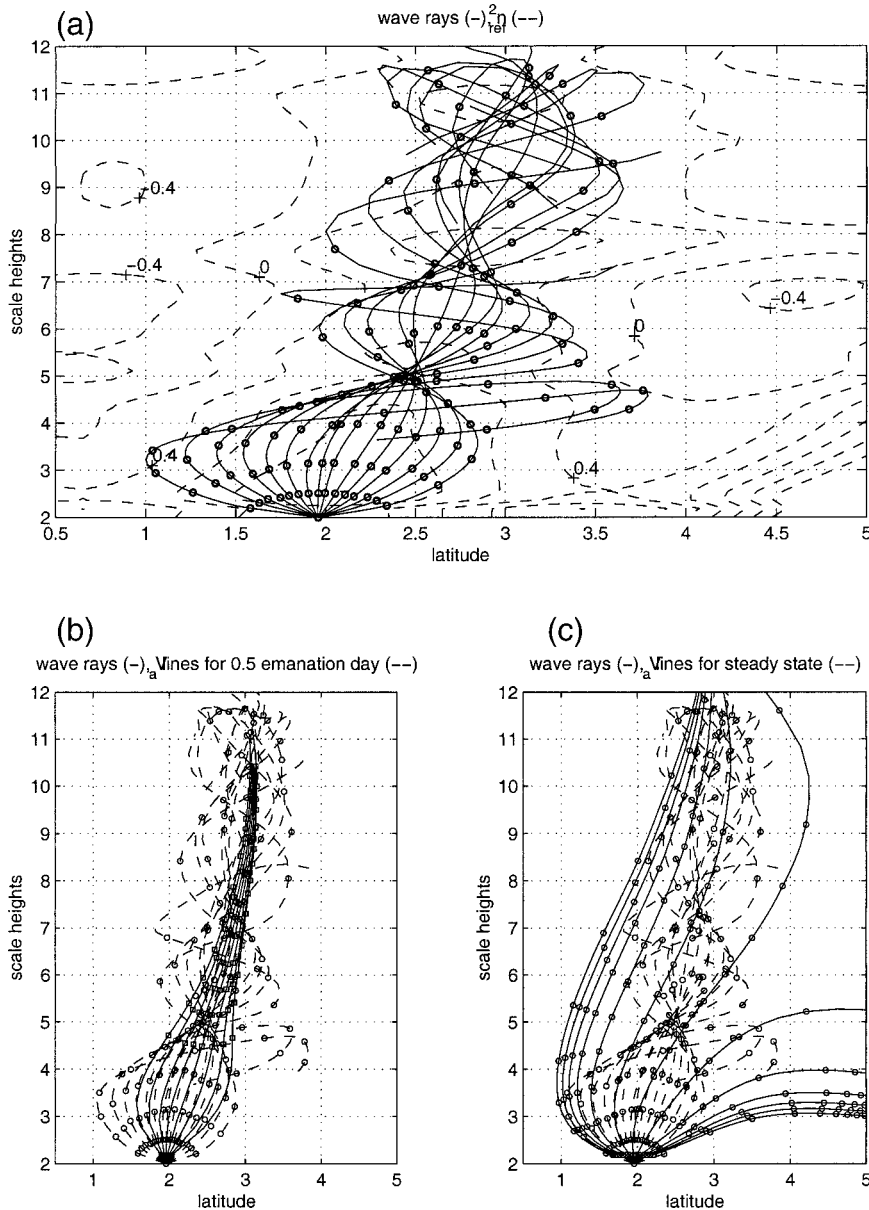 (a)
wave rays (-), n²ref (--)
12
11
10
9
8
7
6
5
4
3
2
scale heights
-0.4
-0.4
0
-0.4
0
0.4
0.4
0.5 1 1.5 2 2.5 3 3.5 4 4.5 5
latitude
(b)
wave rays (-), Va lines for 0.5 emanation day (--)
12
11
10
9
8
7
6
5
4
3
2
scale heights
1 2 3 4 5
latitude
(c)
wave rays (-), Va lines for steady state (--)
12
11
10
9
8
7
6
5
4
3
2
scale heights
1 2 3 4 5
latitude